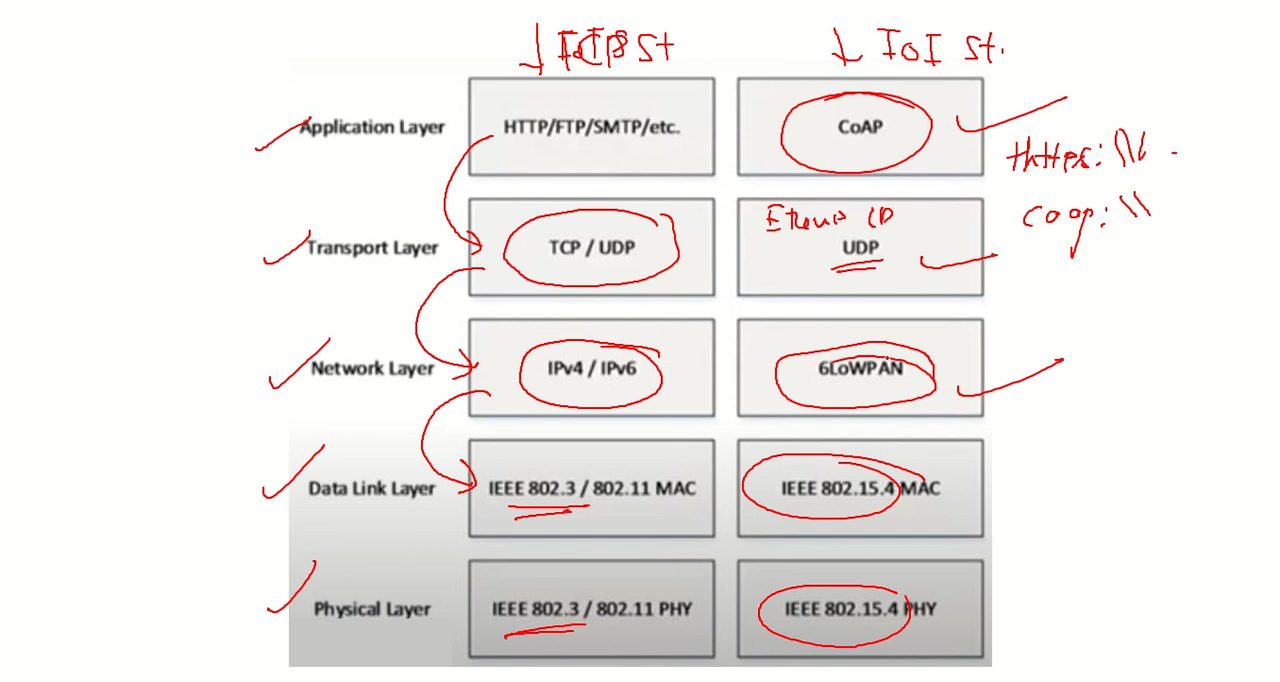 St
IoI St.
Application Layer HTTP/FTP/SMTP/etc. CoAP
https:\\
coap:\\
Transport Layer TCP / UDP UDP
Network Layer IPv4 / IPv6 6LoWPAN
Data Link Layer IEEE 802.3 / 802.11 MAC IEEE 802.15.4 MAC
Physical Layer IEEE 802.3 / 802.11 PHY IEEE 802.15.4 PHY